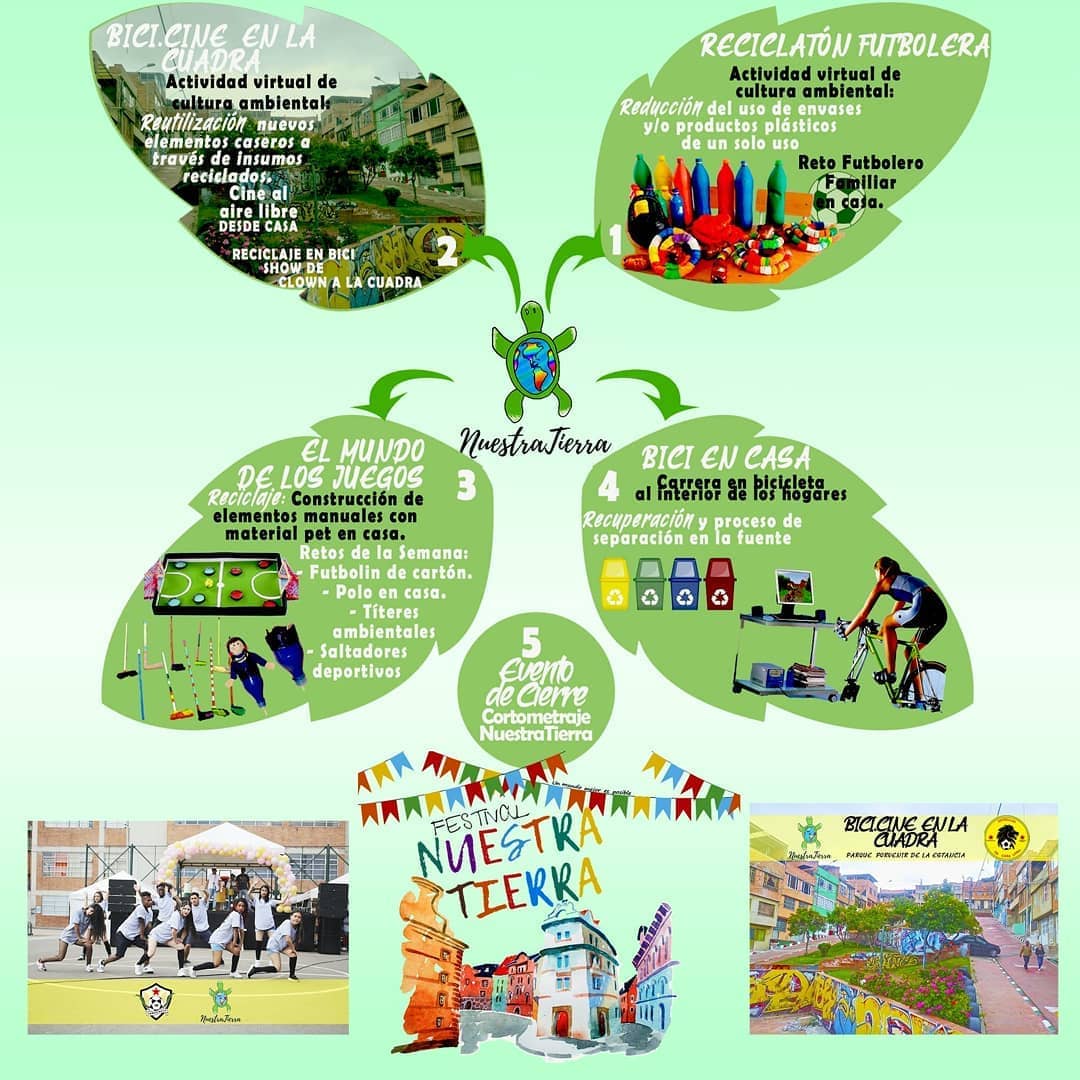 BICI.CINE EN LA
CUADRA
Actividad virtual de
cultura ambiental:
Reutilización nuevos
elementos caseros a
través de insumos
reciclados.
Cine al
aire libre
DESDE CASA
RECICLAJE EN BICI
SHOW DE
CLOWN A LA CUADRA
2
RECICLATÓN FUTBOLERA
Actividad virtual de
cultura ambiental:
Reducción del uso de envases
y/o productos plásticos
de un solo uso
Reto Futbolero
Familiar
en casa.
1
NuestraTierra
EL MUNDO
DE LOS JUEGOS
3
Reciclaje: Construcción de
elementos manuales con
material pet en casa.
Retos de la Semana:
- Futbolin de cartón.
- Polo en casa.
- Títeres
ambientales
- Saltadores
deportivos
BICI EN CASA
4
Carrera en bicicleta
al interior de los hogares
Recuperación y proceso de
separación en la fuente
5
Evento
de Cierre
Cortometraje
NuestraTierra
Un mundo mejor es posible
FESTIVAL
NUESTRA
TIERRA
NuestraTierra
BICI.CINE EN LA
CUADRA
NuestraTierra
PARQUE PORVENIR DE LA ESTANCIA